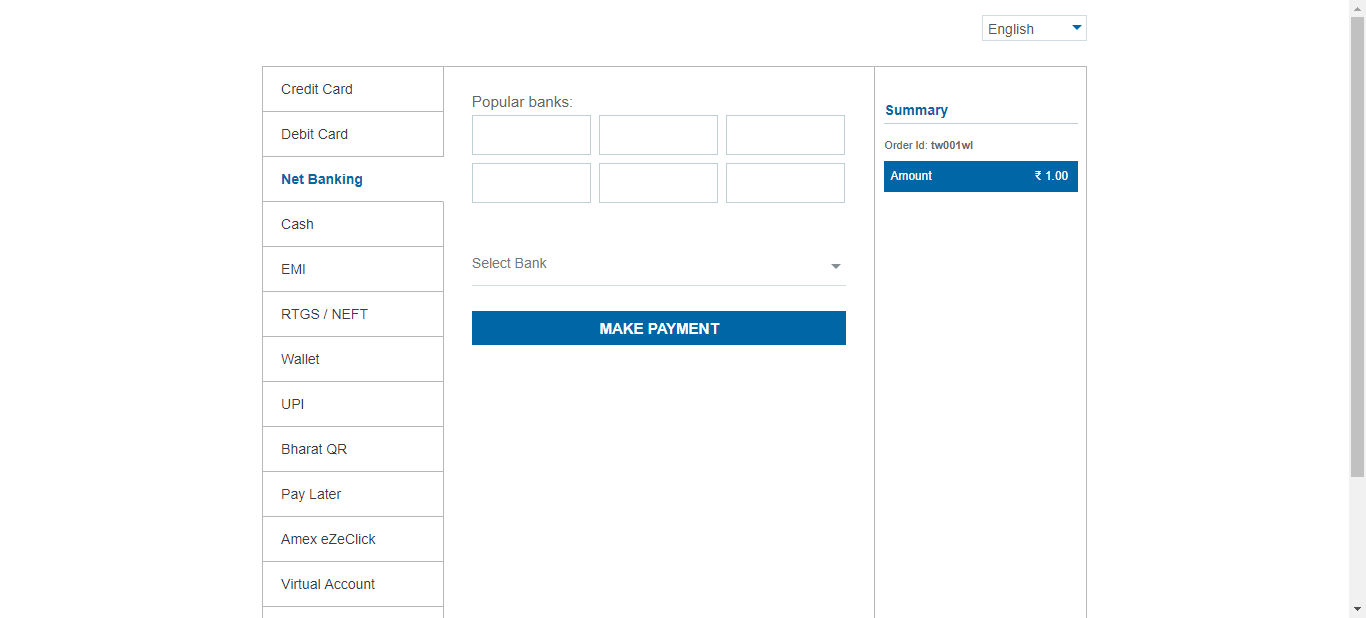 English
Credit Card
Debit Card
Net Banking
Cash
EMI
RTGS / NEFT
Wallet
UPI
Bharat QR
Pay Later
Amex eZeClick
Virtual Account
Popular banks:
Select Bank
MAKE PAYMENT
Summary
Order Id: tw001wl
Amount ₹ 1.00